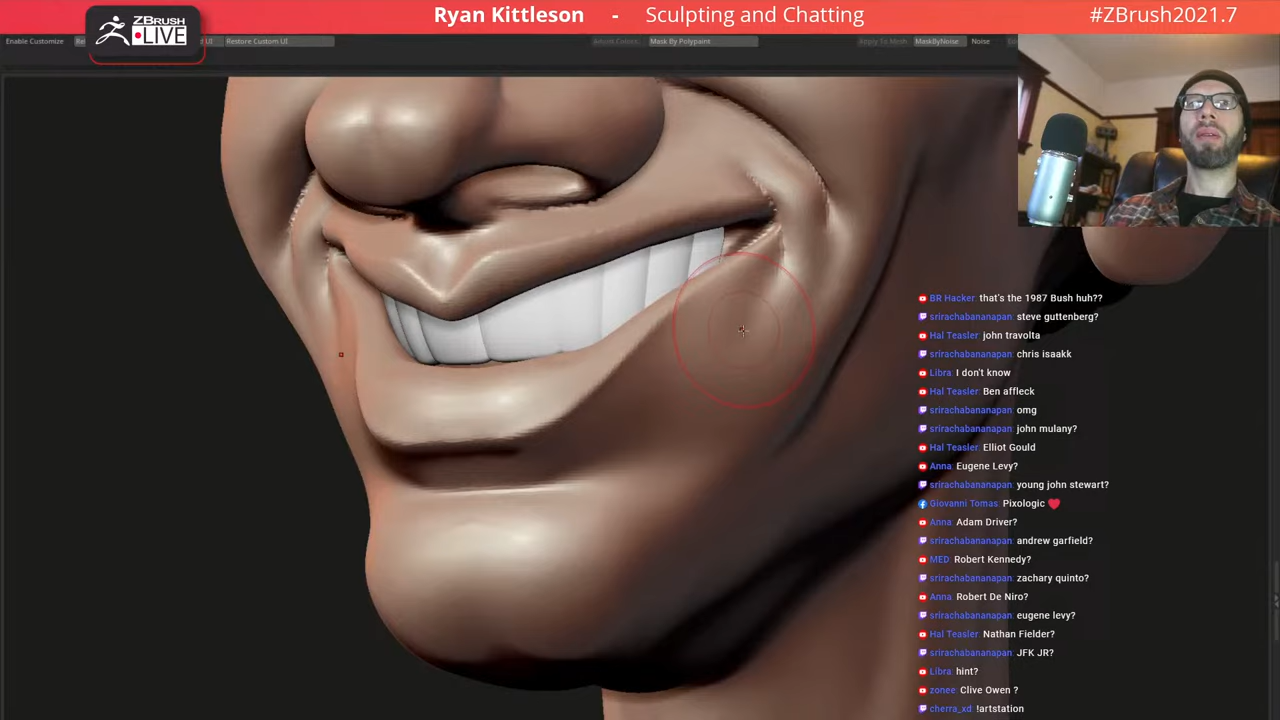 Ryan Kittleson - Sculpting and Chatting #ZBrush2021.7
ZBRUSH
LIVE
Enable Customize UI Restore Custom UI Mask By Polypaint Apply To Mesh MaskByNoise Noise
BR Hacker: that's the 1987 Bush huh??
srirachabananapan: steve guttenberg?
Hal Teasler: john travolta
srirachabananapan: chris isaakk
Libra: I don't know
Hal Teasler: Ben affleck
srirachabananapan: omg
srirachabananapan: john mulany?
Hal Teasler: Elliot Gould
Anna: Eugene Levy?
srirachabananapan: young john stewart?
Giovanni Tomas: Pixologic ❤️
Anna: Adam Driver?
srirachabananapan: andrew garfield?
MED: Robert Kennedy?
srirachabananapan: zachary quinto?
Anna: Robert De Niro?
srirachabananapan: eugene levy?
Hal Teasler: Nathan Fielder?
srirachabananapan: JFK JR?
Libra: hint?
zonee: Clive Owen ?
cherra_xd: !artstation